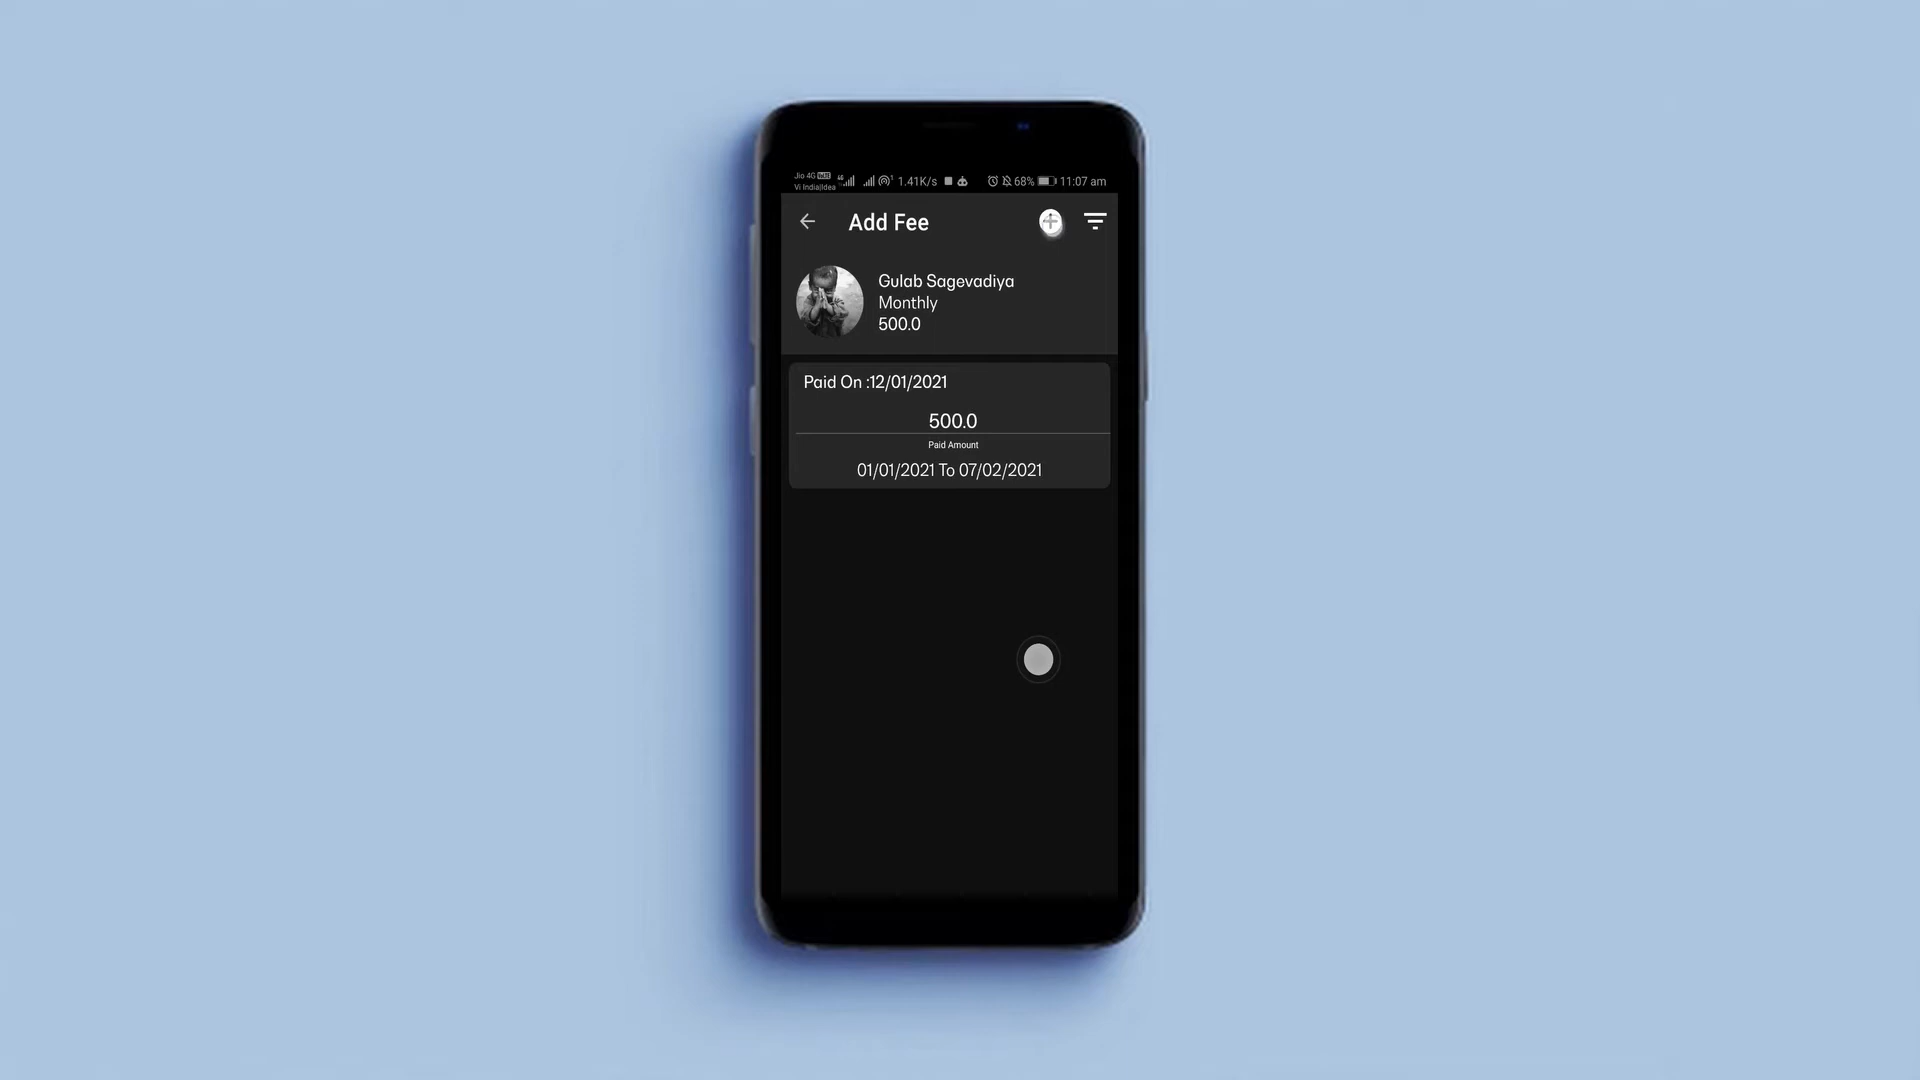 Jio 4G VoLTE
Vi India|Idea
1.41K/s
68%
11:07 am
Add Fee
Gulab Sagevadiya
Monthly
500.0
Paid On :12/01/2021
500.0
Paid Amount
01/01/2021 To 07/02/2021